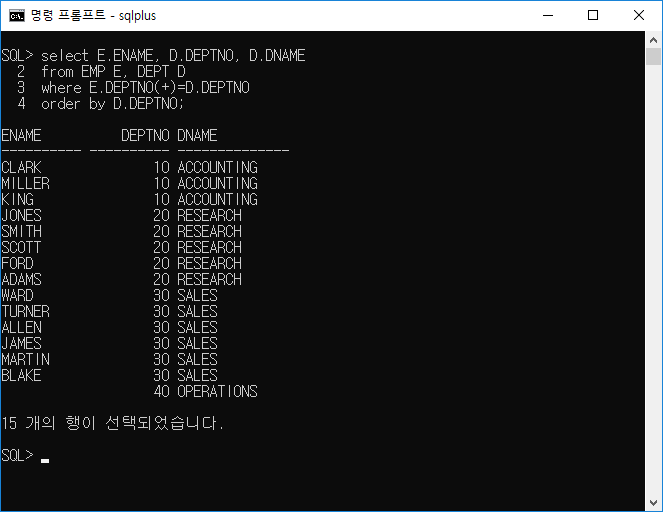 명령 프롬프트 - sqlplus
SQL> select E.ENAME, D.DEPTNO, D.DNAME
2 from EMP E, DEPT D
3 where E.DEPTNO(+)=D.DEPTNO
4 order by D.DEPTNO;
ENAME DEPTNO DNAME
---------- ---------- --------------
CLARK 10 ACCOUNTING
MILLER 10 ACCOUNTING
KING 10 ACCOUNTING
JONES 20 RESEARCH
SMITH 20 RESEARCH
SCOTT 20 RESEARCH
FORD 20 RESEARCH
ADAMS 20 RESEARCH
WARD 30 SALES
TURNER 30 SALES
ALLEN 30 SALES
JAMES 30 SALES
MARTIN 30 SALES
BLAKE 30 SALES
40 OPERATIONS
15 개의 행이 선택되었습니다.
SQL>